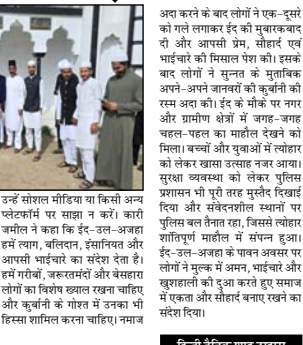 उन्हें सोशल मीडिया या किसी अन्य
प्लेटफॉर्म पर साझा न करें। कारी
जमील ने कहा कि ईद-उल-अजहा
हमें त्याग, बलिदान, इंसानियत और
आपसी भाईचारे का संदेश देता है।
हमें गरीबों, जरूरतमंदों और बेसहारा
लोगों का विशेष ख्याल रखना चाहिए
और कुर्बानी के गोश्त में उनका भी
हिस्सा शामिल करना चाहिए। नमाज
अदा करने के बाद लोगों ने एक-दूसरे
को गले लगाकर ईद की मुबारकबाद
दी और आपसी प्रेम, सौहार्द एवं
भाईचारे की मिसाल पेश की। इसके
बाद लोगों ने सुन्नत के मुताबिक
अपने-अपने जानवरों की कुर्बानी की
रस्म अदा की। ईद के मौके पर नगर
और ग्रामीण क्षेत्रों में जगह-जगह
चहल-पहल का माहौल देखने को
मिला। बच्चों और युवाओं में त्योहार
को लेकर खासा उत्साह नजर आया।
सुरक्षा व्यवस्था को लेकर पुलिस
प्रशासन भी पूरी तरह मुस्तैद दिखाई
दिया और संवेदनशील स्थानों पर
पुलिस बल तैनात रहा, जिससे त्योहार
शांतिपूर्ण माहौल में संपन्न हुआ।
ईद-उल-अजहा के पावन अवसर पर
लोगों ने मुल्क में अमन, भाईचारे और
खुशहाली की दुआ करते हुए समाज
में एकता और सौहार्द बनाए रखने का
संदेश दिया।